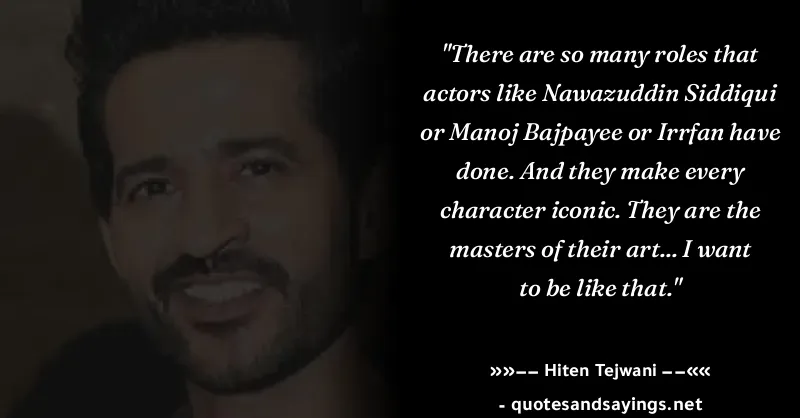 "There are so many roles that
actors like Nawazuddin Siddiqui
or Manoj Bajpayee or Irrfan have
done. And they make every
character iconic. They are the
masters of their art... I want
to be like that."
»»–– Hiten Tejwani ––««
- quotesandsayings.net